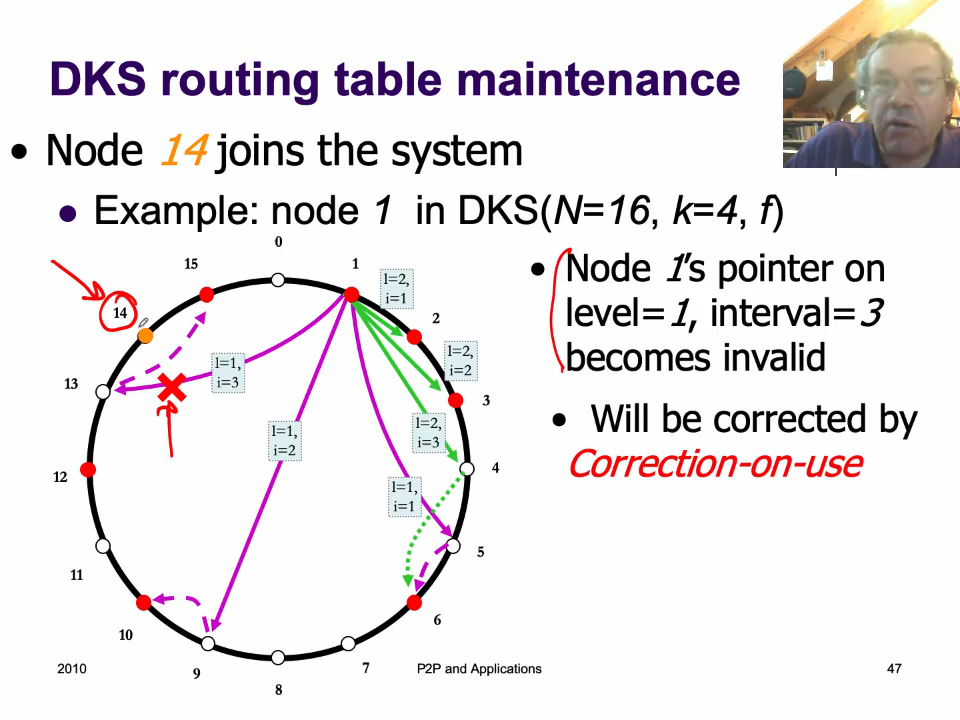 DKS routing table maintenance
• Node 14 joins the system
• Example: node 1 in DKS(N=16, k=4, f)
• Node 1's pointer on
level=1, interval=3
becomes invalid
• Will be corrected by
Correction-on-use
0
15
1
l=2,
i=1
14
2
l=2,
i=2
l=1,
i=3
13
3
l=2,
i=3
l=1,
i=2
12
4
l=1,
i=1
5
11
6
10
7
9
8
2010
P2P and Applications
47